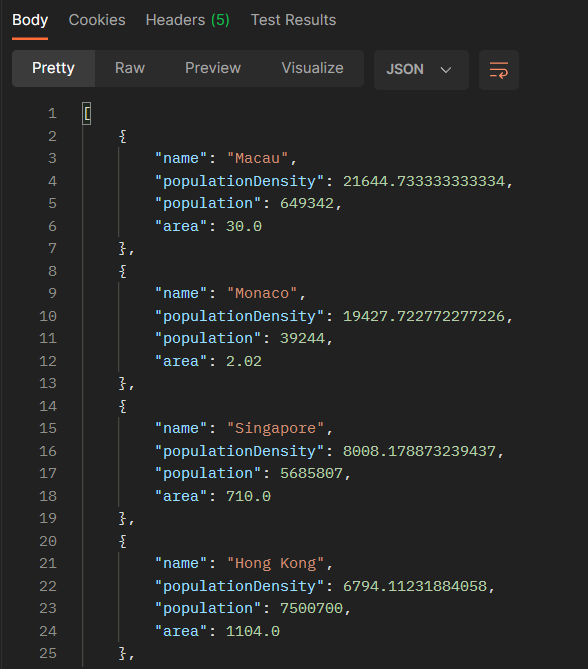 Body Cookies Headers (5) Test Results
Pretty Raw Preview Visualize JSON
1 [
2 {
3 "name": "Macau",
4 "populationDensity": 21644.733333333334,
5 "population": 649342,
6 "area": 30.0
7 },
8 {
9 "name": "Monaco",
10 "populationDensity": 19427.722772277226,
11 "population": 39244,
12 "area": 2.02
13 },
14 {
15 "name": "Singapore",
16 "populationDensity": 8008.178873239437,
17 "population": 5685807,
18 "area": 710.0
19 },
20 {
21 "name": "Hong Kong",
22 "populationDensity": 6794.11231884058,
23 "population": 7500700,
24 "area": 1104.0
25 },